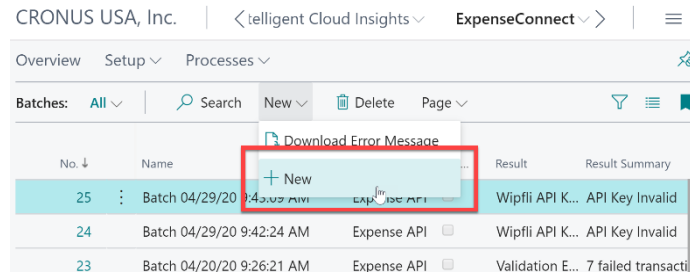 CRONUS USA, Inc. telligent Cloud Insights ExpenseConnect
Overview Setup Processes
Batches: All Search New Delete Page
Download Error Message
No. ↓ Name ... Result Result Summary
+ New
25 Batch 04/29/20 9:43:09 AM Expense API Wipfli API K... API Key Invalid
24 Batch 04/29/20 9:42:24 AM Expense API Wipfli API K... API Key Invalid
23 Batch 04/20/20 9:26:21 AM Expense API Validation E... 7 failed transacti